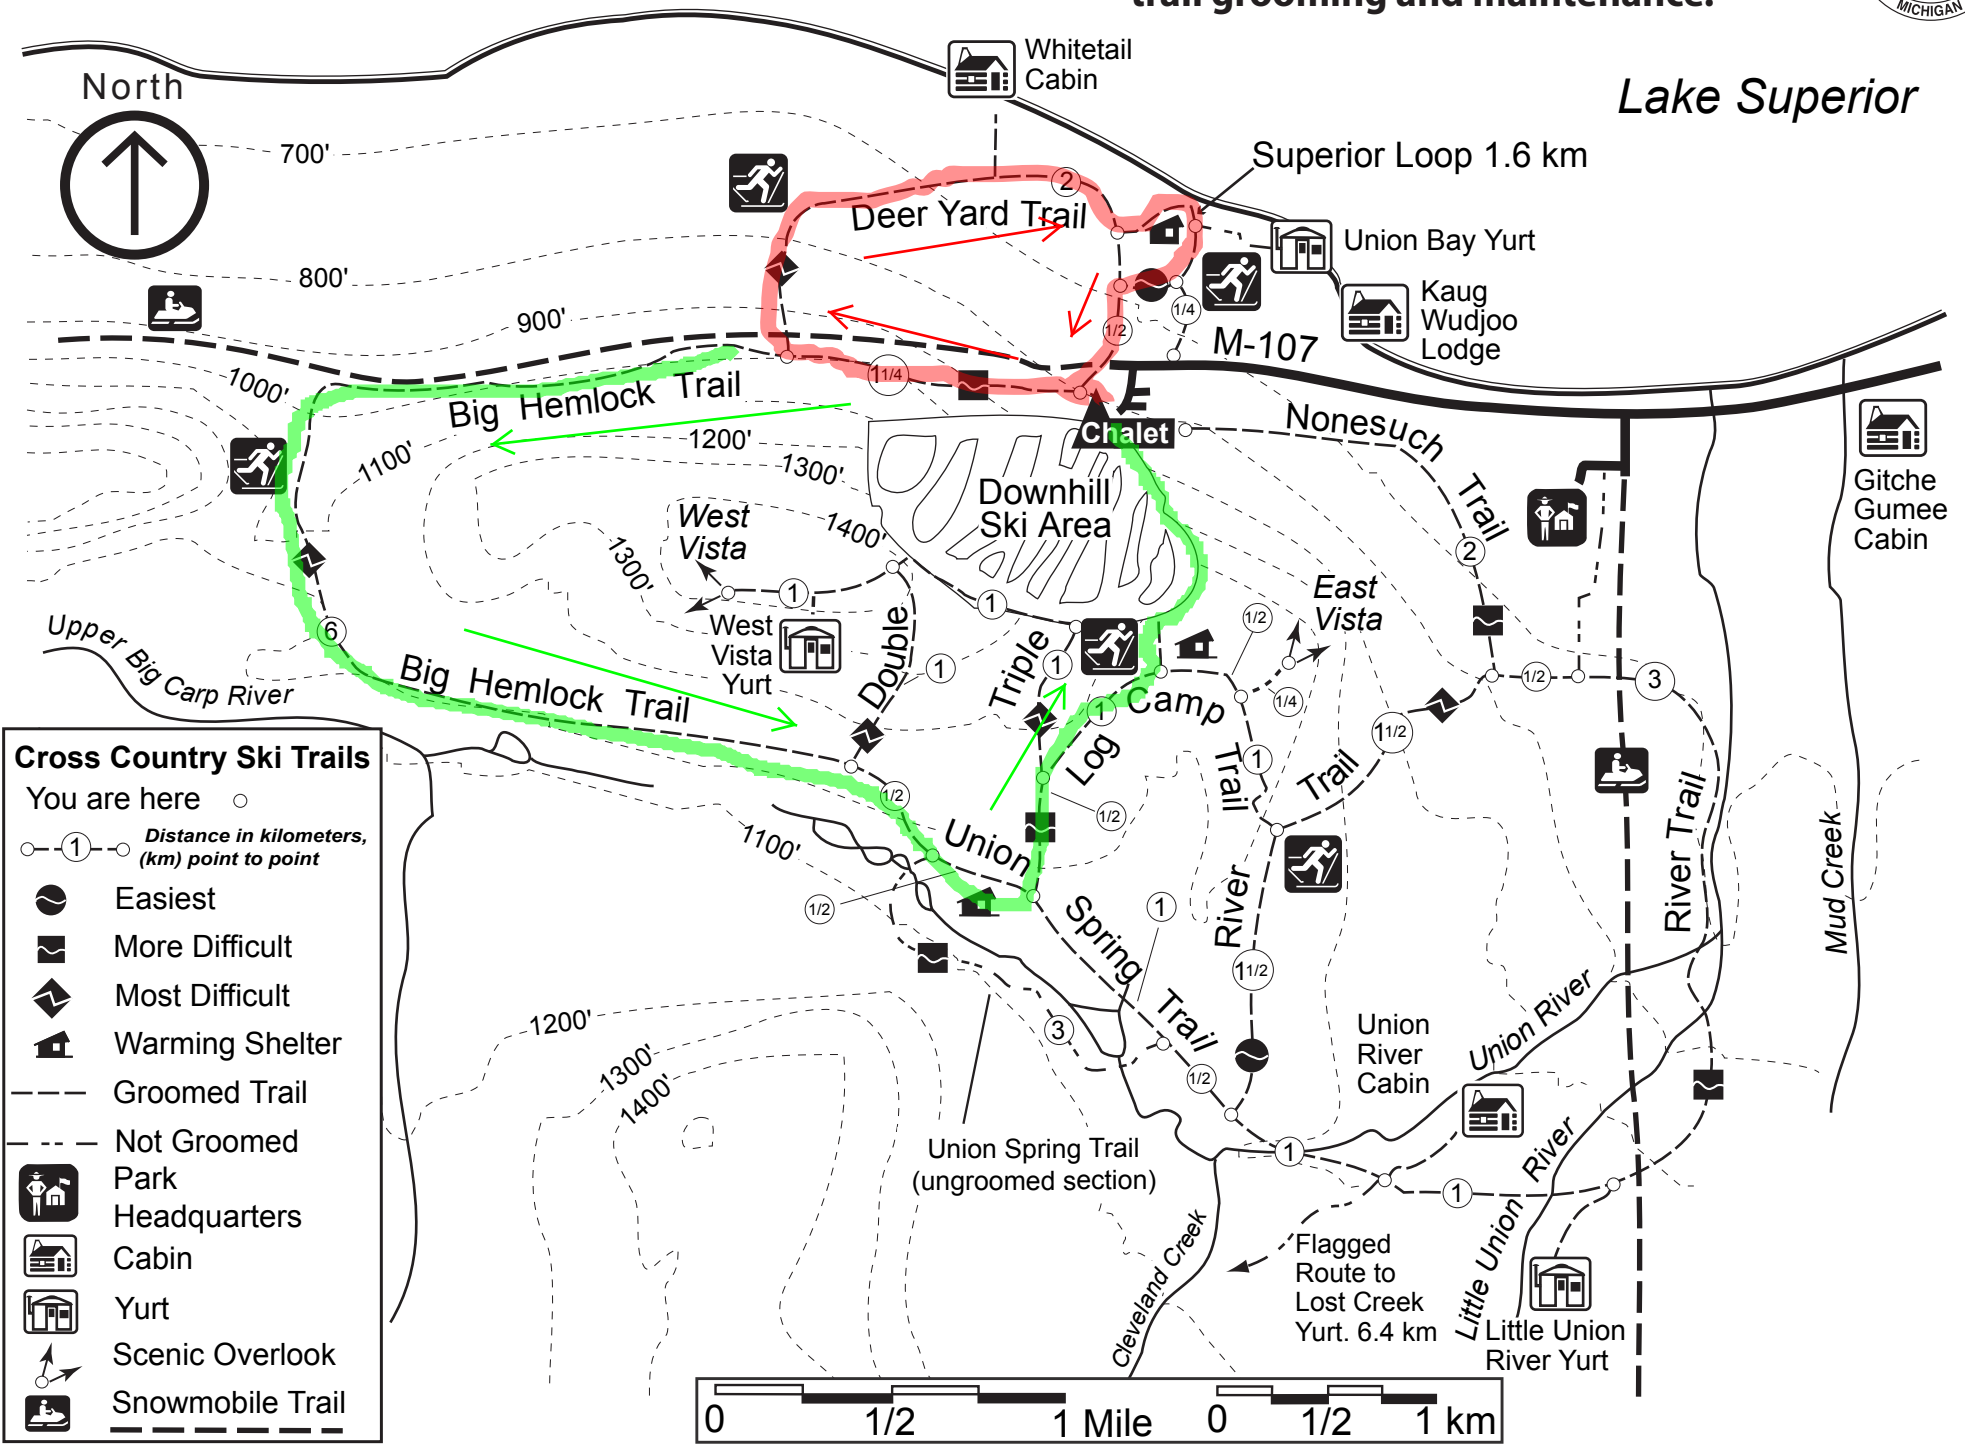 trail grooming and maintenance.
MICHIGAN
North
Whitetail
Cabin
Lake Superior
700'
Superior Loop 1.6 km
2
Deer Yard Trail
Union Bay Yurt
800'
Kaug
Wudjoo
Lodge
1/4
900'
1/2
M-107
1000'
1 1/4
Big Hemlock Trail
Chalet
Nonesuch
Trail
1200'
1100'
1300'
Gitche
Gumee
Cabin
Downhill
Ski Area
West
Vista
1400'
2
1300'
East
Vista
1
1
1/2
6
West
Vista
Yurt
Double
1
Triple
1
Upper Big Carp River
Big Hemlock Trail
1/2
3
1/4
Log
Camp
Trail
1
1 1/2
1
Trail
River Trail
1/2
1/2
1100'
Union
Spring
Trail
Mud Creek
1/2
1
River
1 1/2
3
1200'
1300'
1400'
Union
River
Cabin
Union River
1/2
Union Spring Trail
(ungroomed section)
1
1
Little Union River
Cleveland Creek
Flagged
Route to
Lost Creek
Yurt. 6.4 km
Little Union
River Yurt
Cross Country Ski Trails
You are here
1
Distance in kilometers,
(km) point to point
Easiest
More Difficult
Most Difficult
Warming Shelter
Groomed Trail
Not Groomed
Park
Headquarters
Cabin
Yurt
Scenic Overlook
Snowmobile Trail
0 1/2 1 Mile 0 1/2 1 km